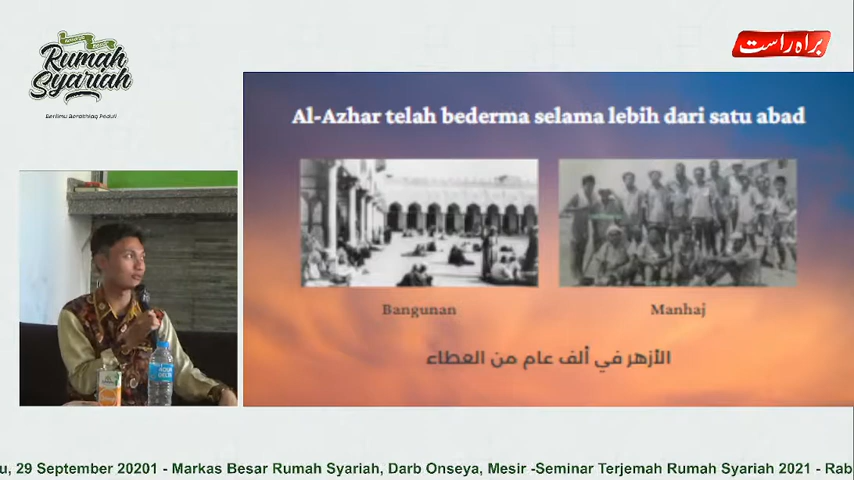 Rumah
Syariah
Berilmu Berakhlaq Peduli
براہ راست
Al-Azhar telah bederma selama lebih dari satu abad
Bangunan
Manhaj
الأزهر في ألف عام من العطاء
u, 29 September 20201 - Markas Besar Rumah Syariah, Darb Onseya, Mesir -Seminar Terjemah Rumah Syariah 2021 - Rab